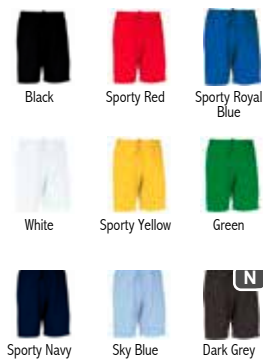 Black
Sporty Red
Sporty Royal
Blue
White
Sporty Yellow
Green
N
Sporty Navy
Sky Blue
Dark Grey